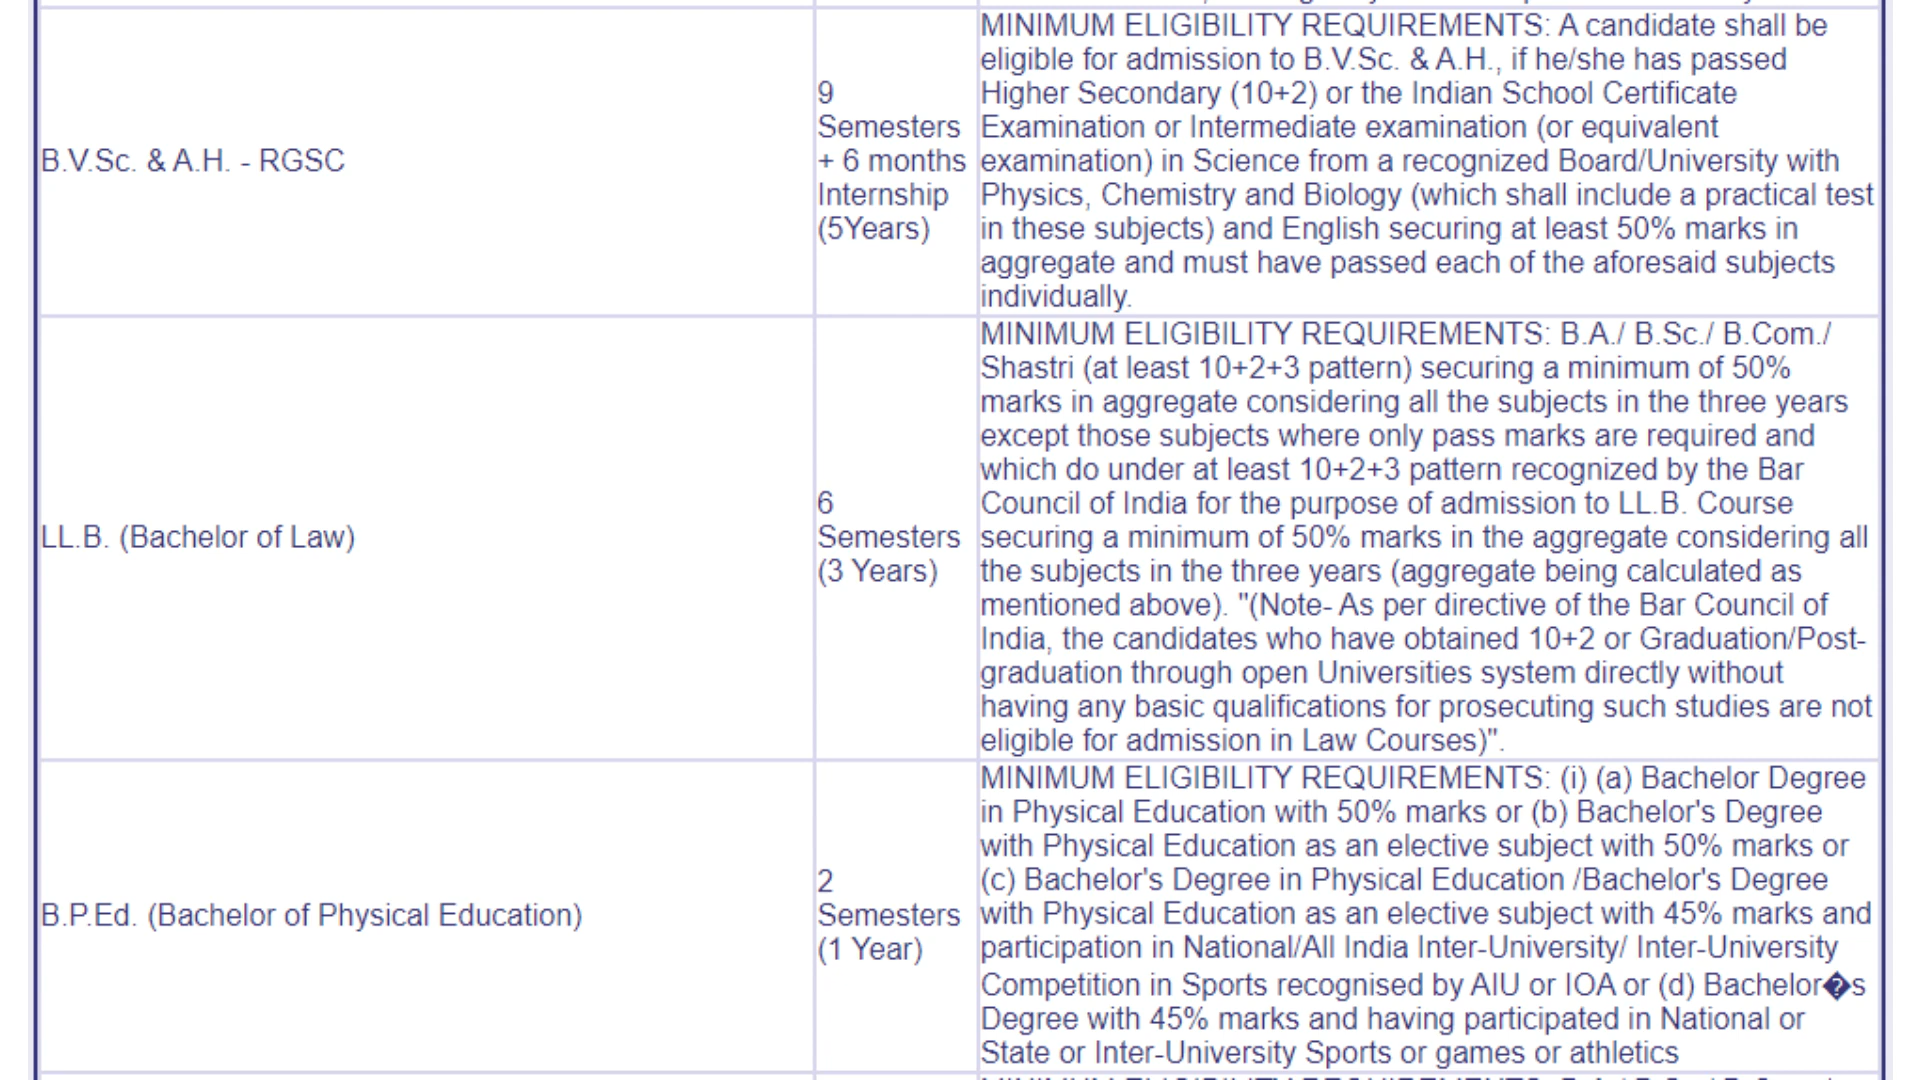 MINIMUM ELIGIBILITY REQUIREMENTS: A candidate shall be
eligible for admission to B.V.Sc. & A.H., if he/she has passed
Higher Secondary (10+2) or the Indian School Certificate
Examination or Intermediate examination (or equivalent
examination) in Science from a recognized Board/University with
Physics, Chemistry and Biology (which shall include a practical test
in these subjects) and English securing at least 50% marks in
aggregate and must have passed each of the aforesaid subjects
individually.
B.V.Sc. & A.H. - RGSC
9
Semesters
+ 6 months
Internship
(5Years)
LL.B. (Bachelor of Law)
6
Semesters
(3 Years)
MINIMUM ELIGIBILITY REQUIREMENTS: B.A./ B.Sc./ B.Com./
Shastri (at least 10+2+3 pattern) securing a minimum of 50%
marks in aggregate considering all the subjects in the three years
except those subjects where only pass marks are required and
which do under at least 10+2+3 pattern recognized by the Bar
Council of India for the purpose of admission to LL.B. Course
securing a minimum of 50% marks in the aggregate considering all
the subjects in the three years (aggregate being calculated as
mentioned above). "(Note- As per directive of the Bar Council of
India, the candidates who have obtained 10+2 or Graduation/Post-
graduation through open Universities system directly without
having any basic qualifications for prosecuting such studies are not
eligible for admission in Law Courses)".
B.P.Ed. (Bachelor of Physical Education)
2
Semesters
(1 Year)
MINIMUM ELIGIBILITY REQUIREMENTS: (i) (a) Bachelor Degree
in Physical Education with 50% marks or (b) Bachelor's Degree
with Physical Education as an elective subject with 50% marks or
(c) Bachelor's Degree in Physical Education /Bachelor's Degree
with Physical Education as an elective subject with 45% marks and
participation in National/All India Inter-University/ Inter-University
Competition in Sports recognised by AIU or IOA or (d) Bachelor�s
Degree with 45% marks and having participated in National or
State or Inter-University Sports or games or athletics